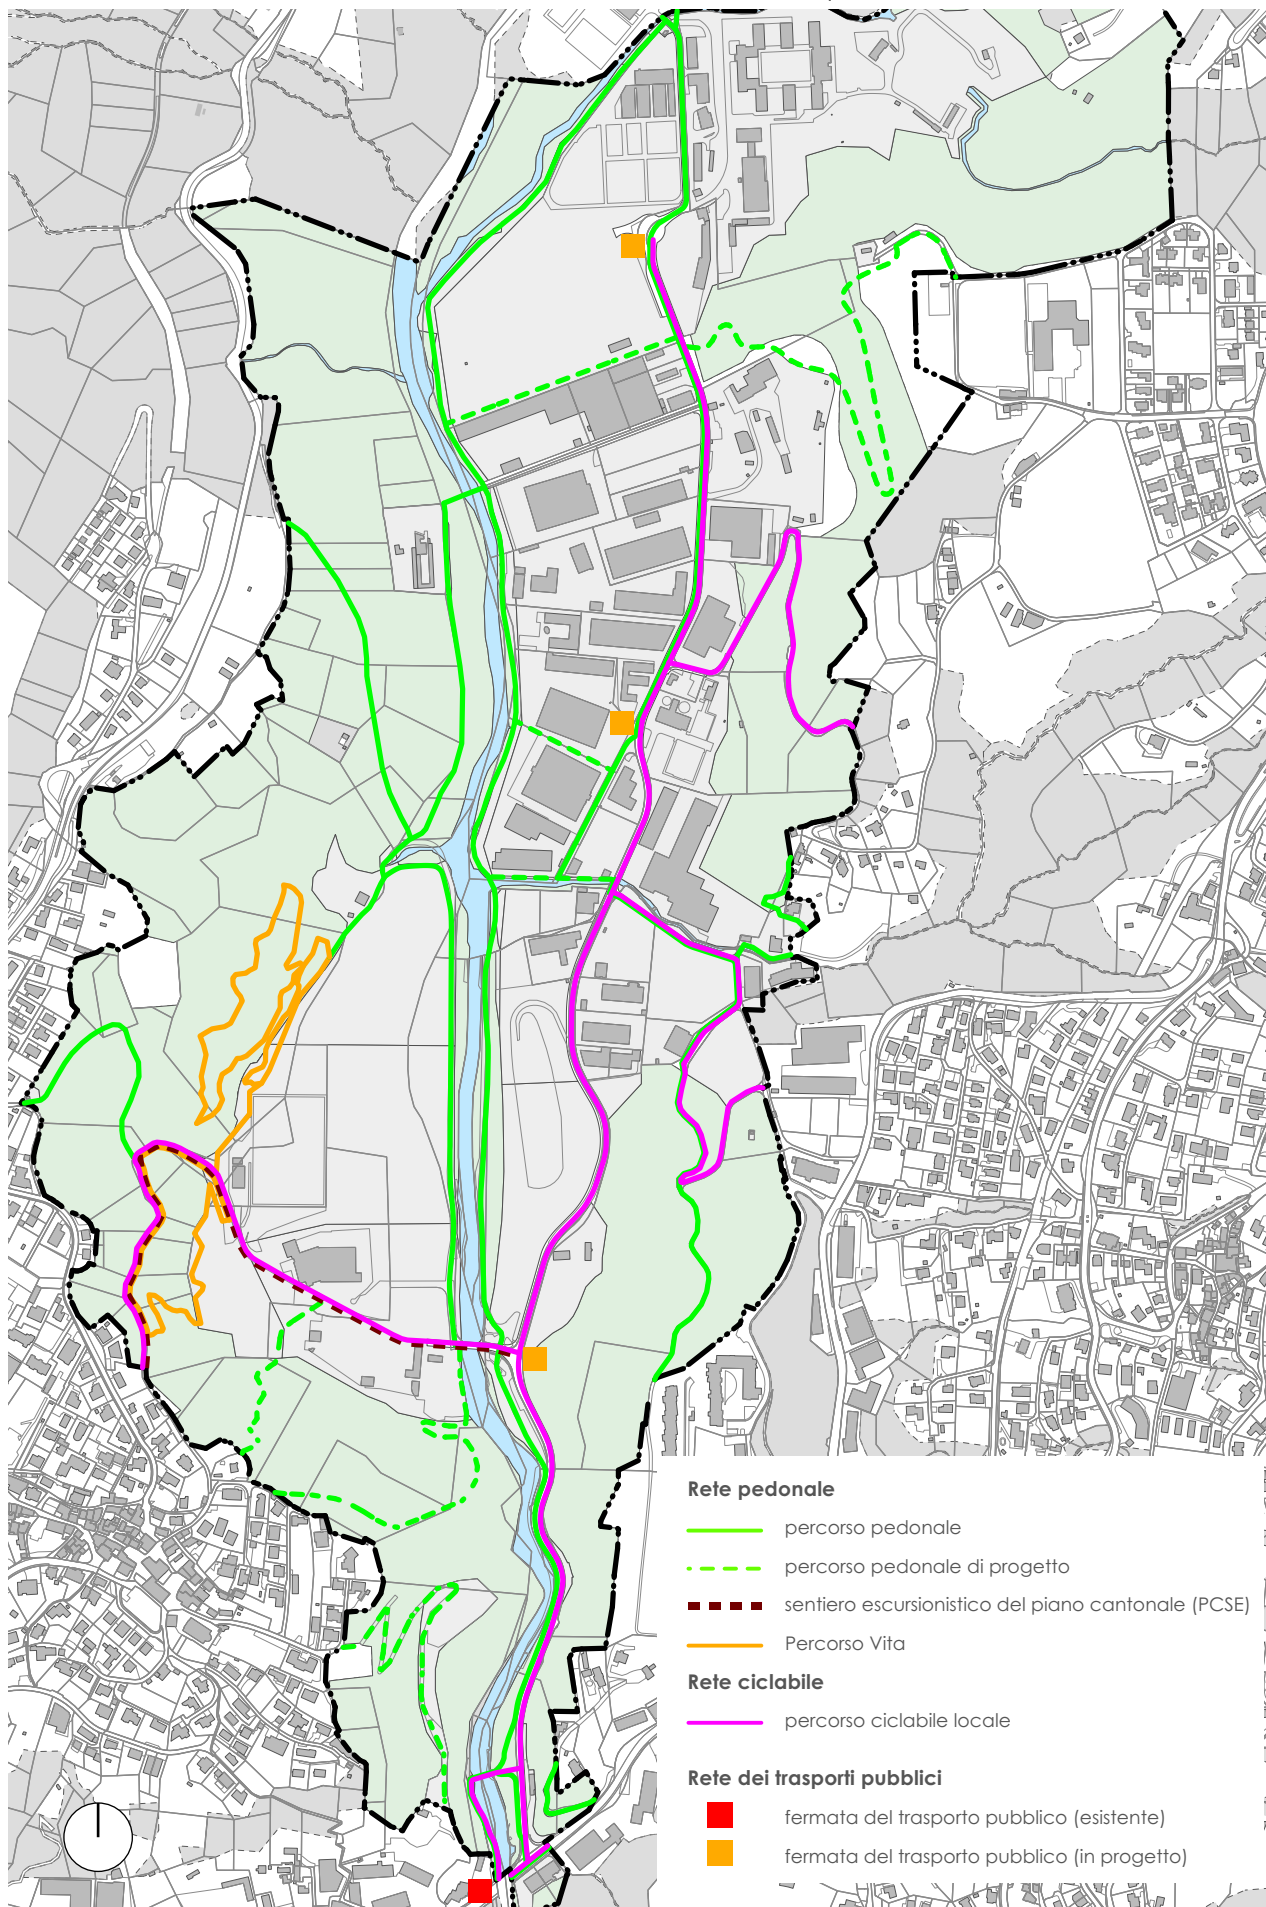 Rete pedonale
percorso pedonale
percorso pedonale di progetto
sentiero escursionistico del piano cantonale (PCSE)
Percorso Vita
Rete ciclabile
percorso ciclabile locale
Rete dei trasporti pubblici
fermata del trasporto pubblico (esistente)
fermata del trasporto pubblico (in progetto)